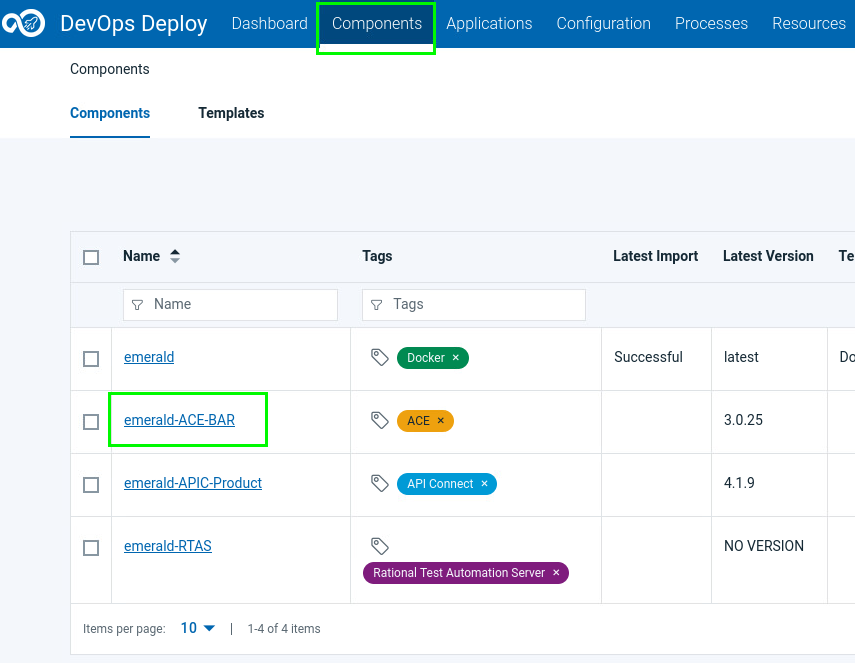 DevOps Deploy Dashboard Components Applications Configuration Processes Resources
Components
Components Templates
Name Tags Latest Import Latest Version Te
Name Tags
emerald Docker × Successful latest Do
emerald-ACE-BAR ACE × 3.0.25
emerald-APIC-Product API Connect × 4.1.9
emerald-RTAS NO VERSION
Rational Test Automation Server ×
Items per page: 10 | 1-4 of 4 items